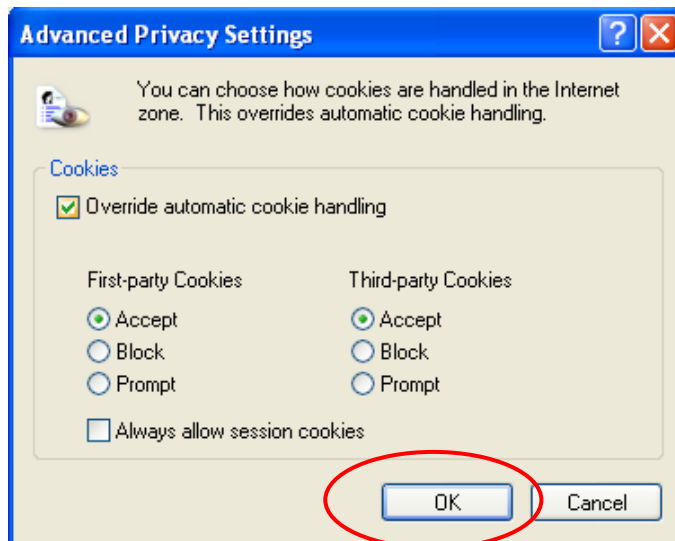 Advanced Privacy Settings
You can choose how cookies are handled in the Internet
zone.  This overrides automatic cookie handling.
Cookies
Override automatic cookie handling
First-party Cookies
Third-party Cookies
Accept
Accept
Block
Block
Prompt
Prompt
Always allow session cookies
OK
Cancel